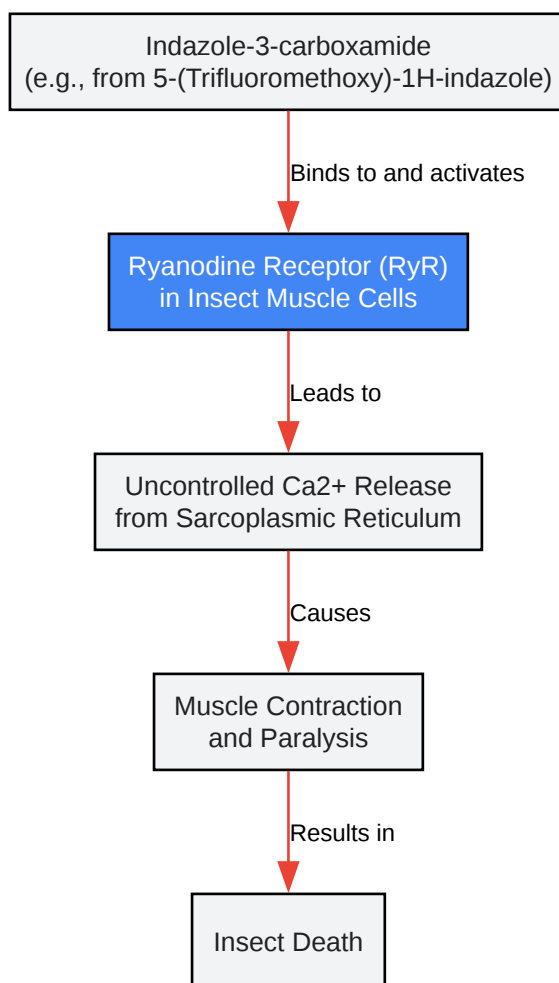 Indazole-3-carboxamide
(e.g., from 5-(Trifluoromethoxy)-1H-indazole)
Binds to and activates
Ryanodine Receptor (RyR)
in Insect Muscle Cells
Leads to
Uncontrolled Ca2+ Release
from Sarcoplasmic Reticulum
Causes
Muscle Contraction
and Paralysis
Results in
Insect Death